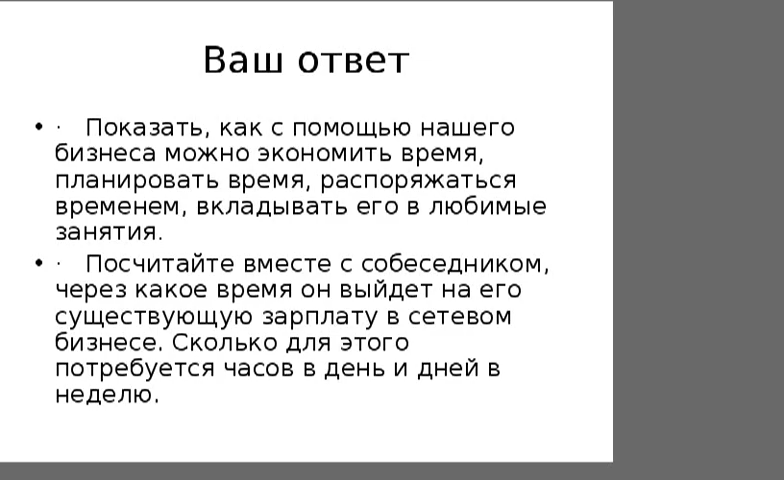 Ваш ответ
• ·   Показать, как с помощью нашего
бизнеса можно экономить время,
планировать время, распоряжаться
временем, вкладывать его в любимые
занятия.
• ·   Посчитайте вместе с собеседником,
через какое время он выйдет на его
существующую зарплату в сетевом
бизнесе. Сколько для этого
потребуется часов в день и дней в
неделю.